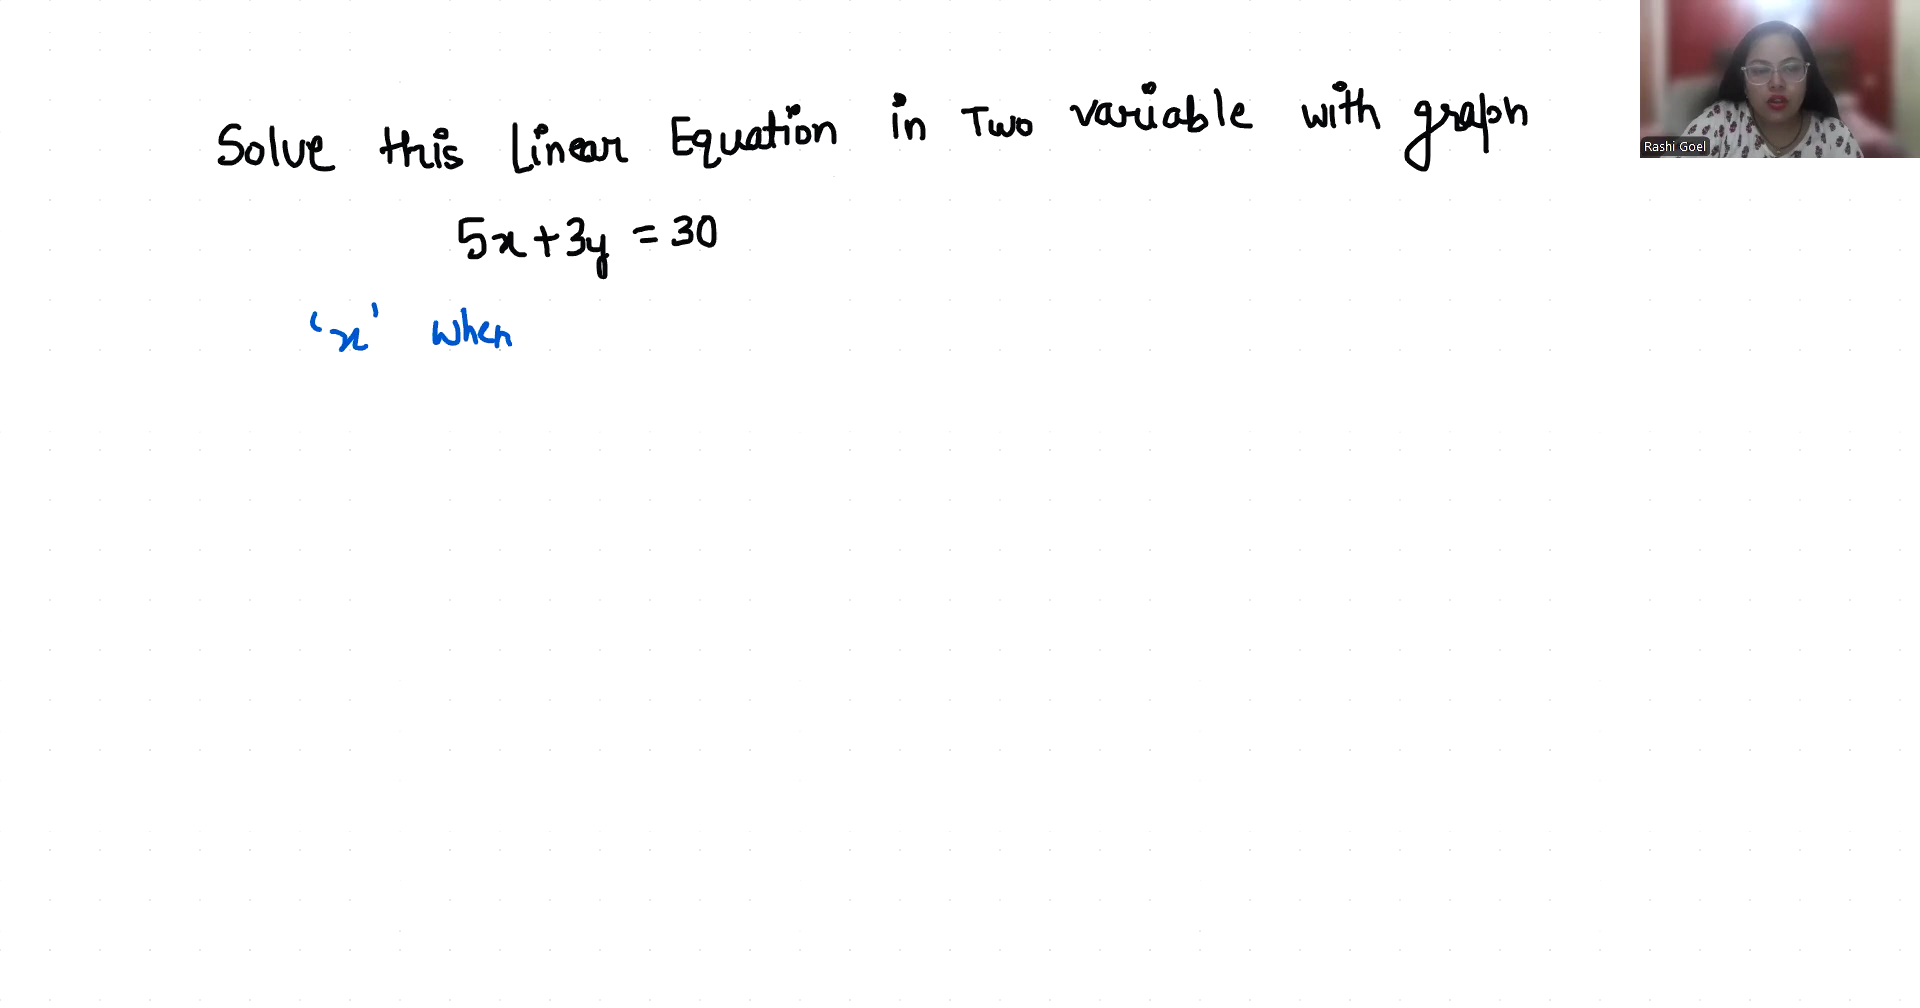 Solve this Linear Equation in Two variable with graph
5x+3y = 30
'x' when
Rashi Goel